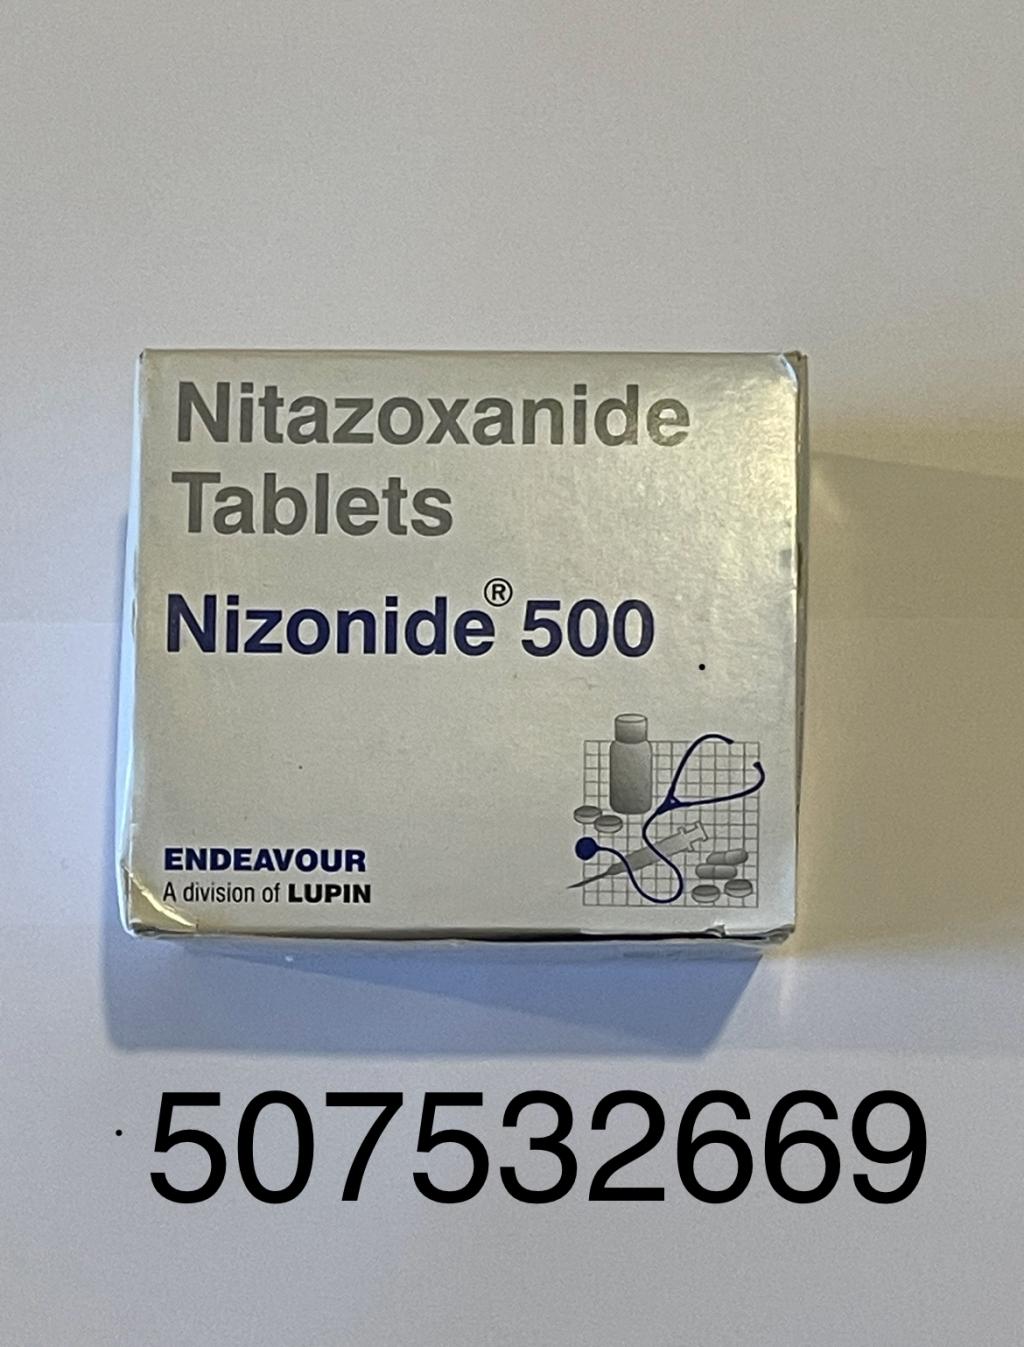 Nitazoxanide
Tablets
Nizonide® 500
ENDEAVOUR
A division of LUPIN
507532669